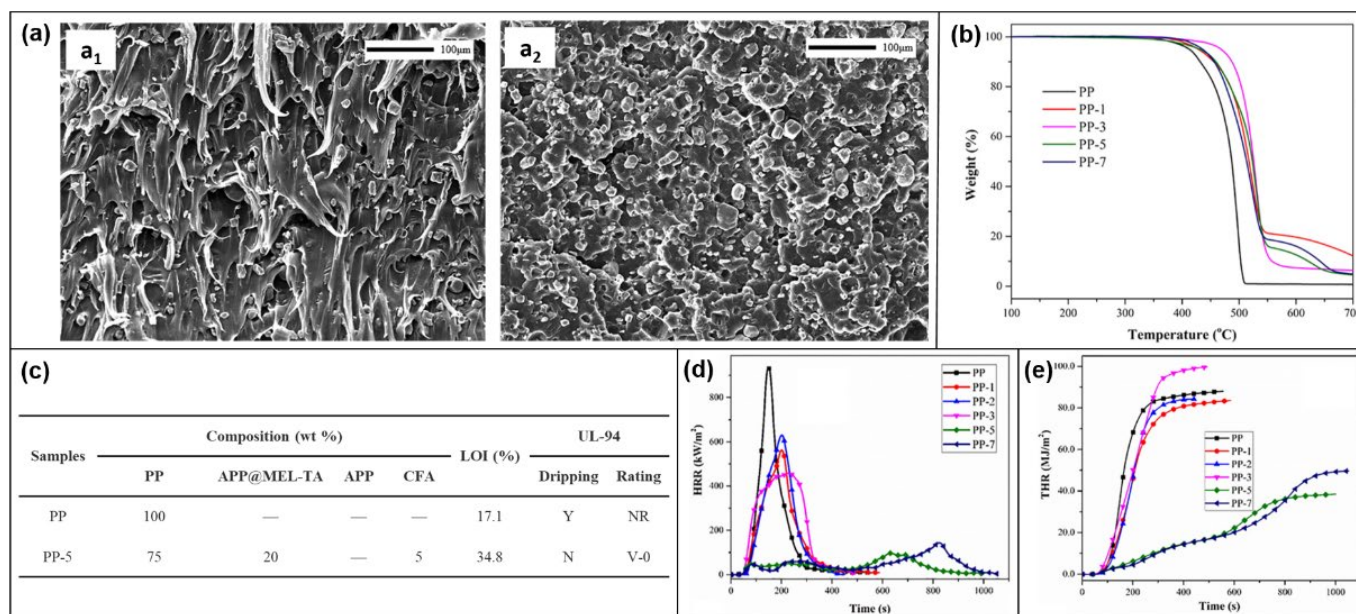 (a)
a1
100μm
a2
100μm
(b)
100
80
60
40
20
0
Weight (%)
PP
PP-1
PP-3
PP-5
PP-7
100 200 300 400 500 600 70
Temperature (°C)
(c)
Samples Composition (wt %) LOI (%) UL-94
PP APP@MEL-TA APP CFA Dripping Rating
PP 100 — — — 17.1 Y NR
PP-5 75 20 — 5 34.8 N V-0
(d)
800
600
400
200
0
HRR (kW/m²)
PP
PP-1
PP-2
PP-3
PP-5
PP-7
0 200 400 600 800 1000
Time (s)
(e)
100.0
80.0
60.0
40.0
20.0
0.0
THR (MJ/m²)
PP
PP-1
PP-2
PP-3
PP-5
PP-7
0 200 400 600 800 1000
Time (s)